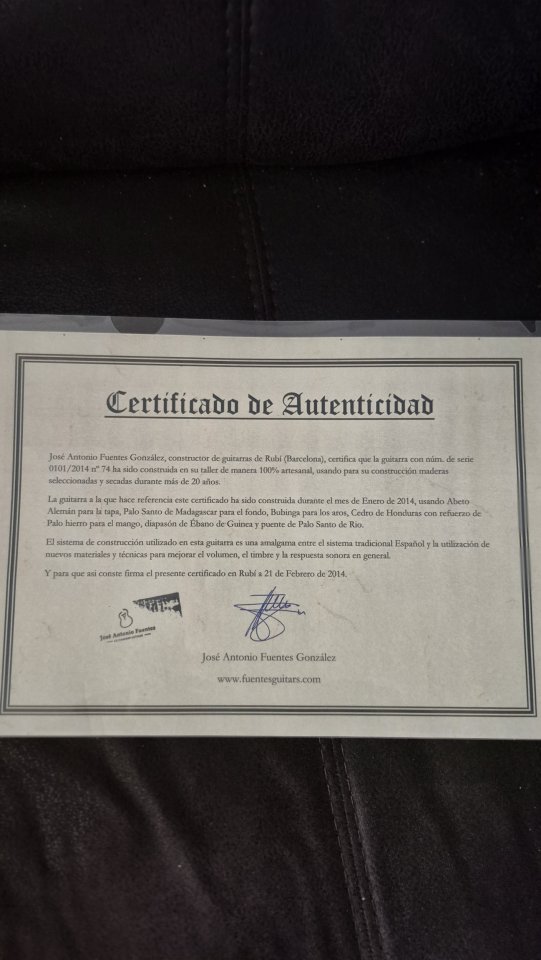 Certificado de Autenticidad
José Antonio Fuentes González, constructor de guitarras de Rubí (Barcelona), certifica que la guitarra con núm. de serie
0101/2014 nº 74 ha sido construida en su taller de manera 100% artesanal, usando para su construcción maderas
seleccionadas y secadas durante más de 20 años.
La guitarra a la que hace referencia este certificado ha sido construida durante el mes de Enero de 2014, usando Abeto
Alemán para la tapa, Palo Santo de Madagascar para el fondo, Bubinga para los aros, Cedro de Honduras con refuerzo de
Palo hierro para el mango, diapasón de Ébano de Guinea y puente de Palo Santo de Rio.
El sistema de construcción utilizado en esta guitarra es una amalgama entre el sistema tradicional Español y la utilización de
nuevos materiales y técnicas para mejorar el volumen, el timbre y la respuesta sonora en general.
Y para que así conste firma el presente certificado en Rubí a 21 de Febrero de 2014.
José Antonio Fuentes
José Antonio Fuentes González
www.fuentesguitars.com